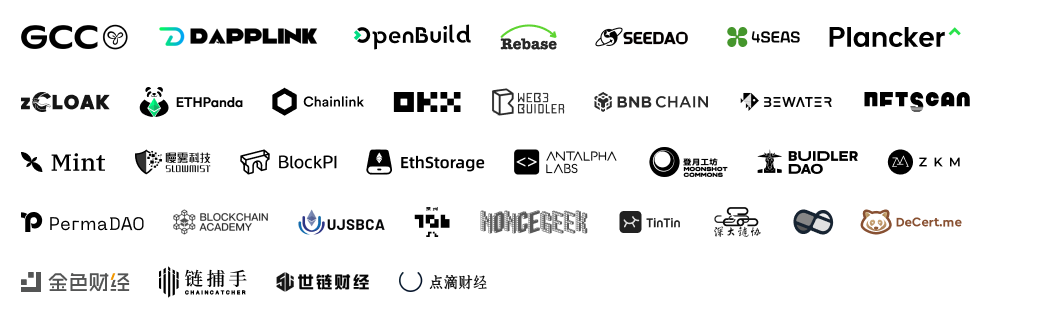 GCC DAPPLINK OpenBuild Rebase SEEDAO 4SEAS Plancker
ZCLOAK ETHPanda Chainlink OKX WEB3 BUIDLER BNB CHAIN BEWATER NFTSCAN
Mint 慢雾科技 SLOWMIST BlockPI EthStorage ANTALPHA LABS 登月工坊 MOONSHOT COMMONS BUIDLER DAO ZKM
PermaDAO BLOCKCHAIN ACADEMY UJSBCA NONCEGEEK TinTin 深大链协 DeCert.me
金色财经 链捕手 CHAINCATCHER 世链财经 点滴财经